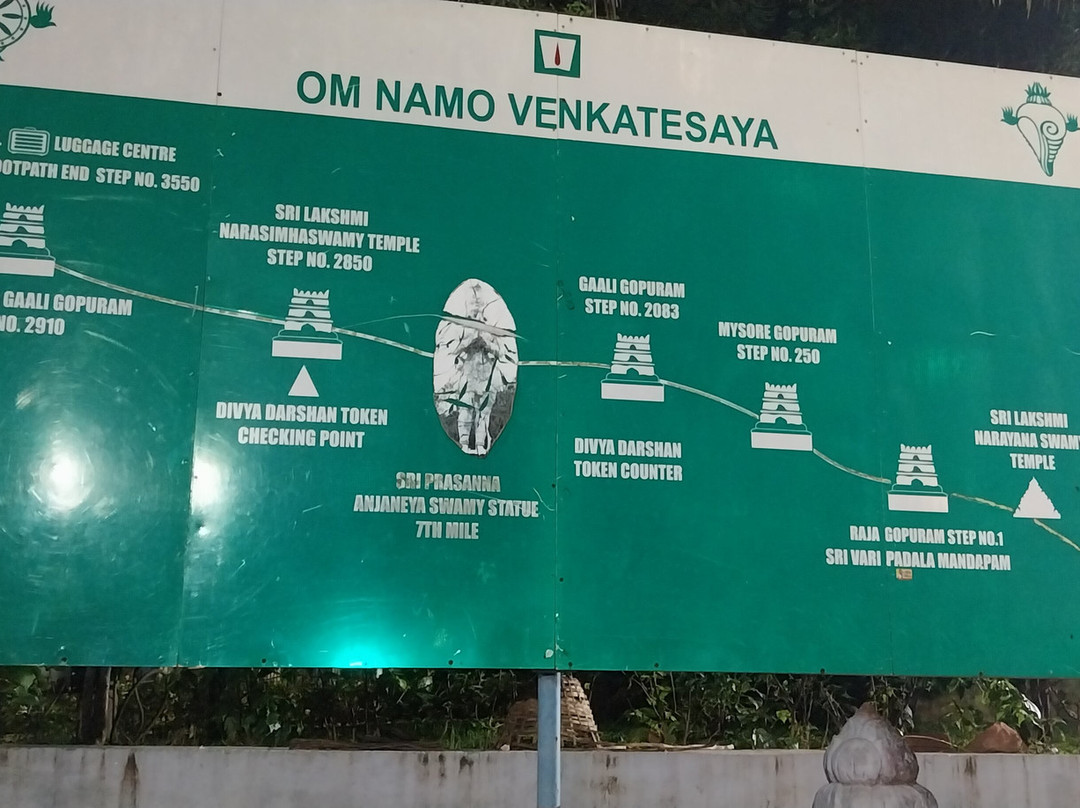 OM NAMO VENKATESAYA
LUGGAGE CENTRE
END STEP NO. 3550
GAALI GOPURAM
NO. 2910
SRI LAKSHMI
NARASIMHASWAMY TEMPLE
STEP NO. 2850
DIVYA DARSHAN TOKEN
CHECKING POINT
SRI PRASANNA
ANJANEYA SWAMY STATUE
7TH MILE
GAALI GOPURAM
STEP NO. 2083
DIVYA DARSHAN
TOKEN COUNTER
MYSORE GOPURAM
STEP NO. 250
RAJA GOPURAM STEP NO.1
SRI VARI PADALA MANDAPAM
SRI LAKSHMI
NARAYANA SWAMY
TEMPLE